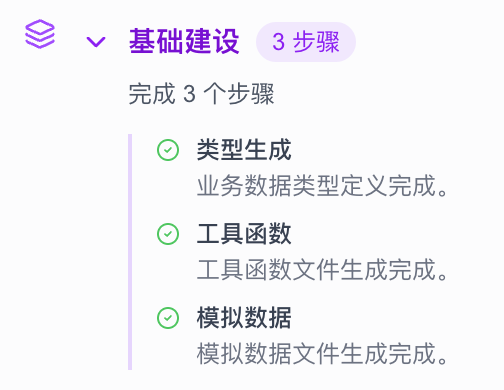 基础建设 3 步骤
完成 3 个步骤
类型生成
业务数据类型定义完成。
工具函数
工具函数文件生成完成。
模拟数据
模拟数据文件生成完成。